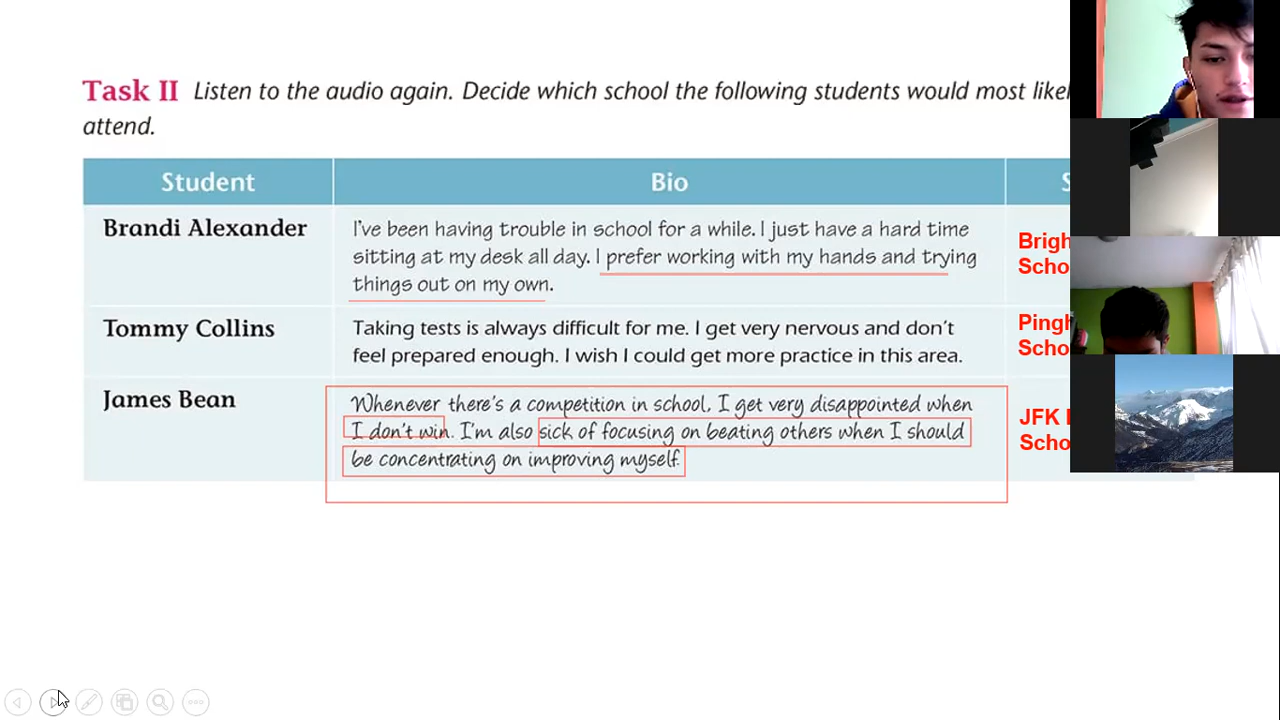 Task II Listen to the audio again. Decide which school the following students would most likel
attend.
Student Bio S
Brandi Alexander
I've been having trouble in school for a while. I just have a hard time
sitting at my desk all day. I prefer working with my hands and trying
things out on my own.
Brigh
Schoo
Tommy Collins
Taking tests is always difficult for me. I get very nervous and don't
feel prepared enough. I wish I could get more practice in this area.
Pingh
Schoo
James Bean
Whenever there's a competition in school, I get very disappointed when
I don't win. I'm also sick of focusing on beating others when I should
be concentrating on improving myself.
JFK
Schoo